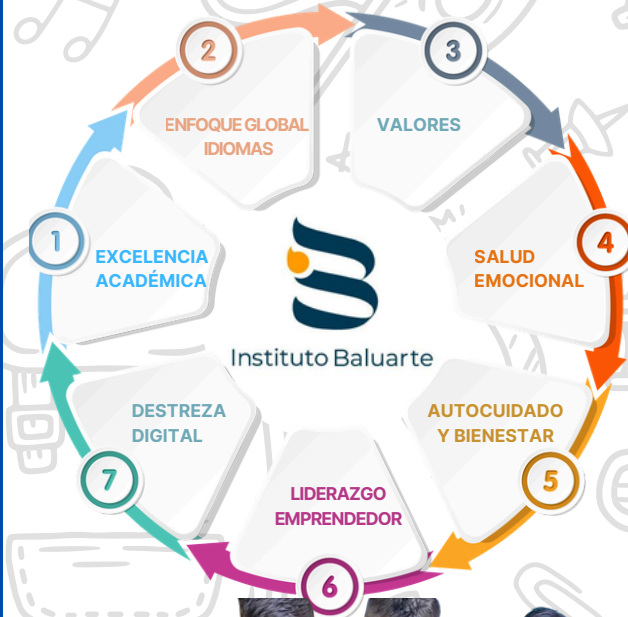 1
EXCELENCIA
ACADÉMICA
2
ENFOQUE GLOBAL
IDIOMAS
3
VALORES
4
SALUD
EMOCIONAL
5
AUTOCUIDADO
Y BIENESTAR
6
LIDERAZGO
EMPRENDEDOR
7
DESTREZA
DIGITAL
Instituto Baluarte